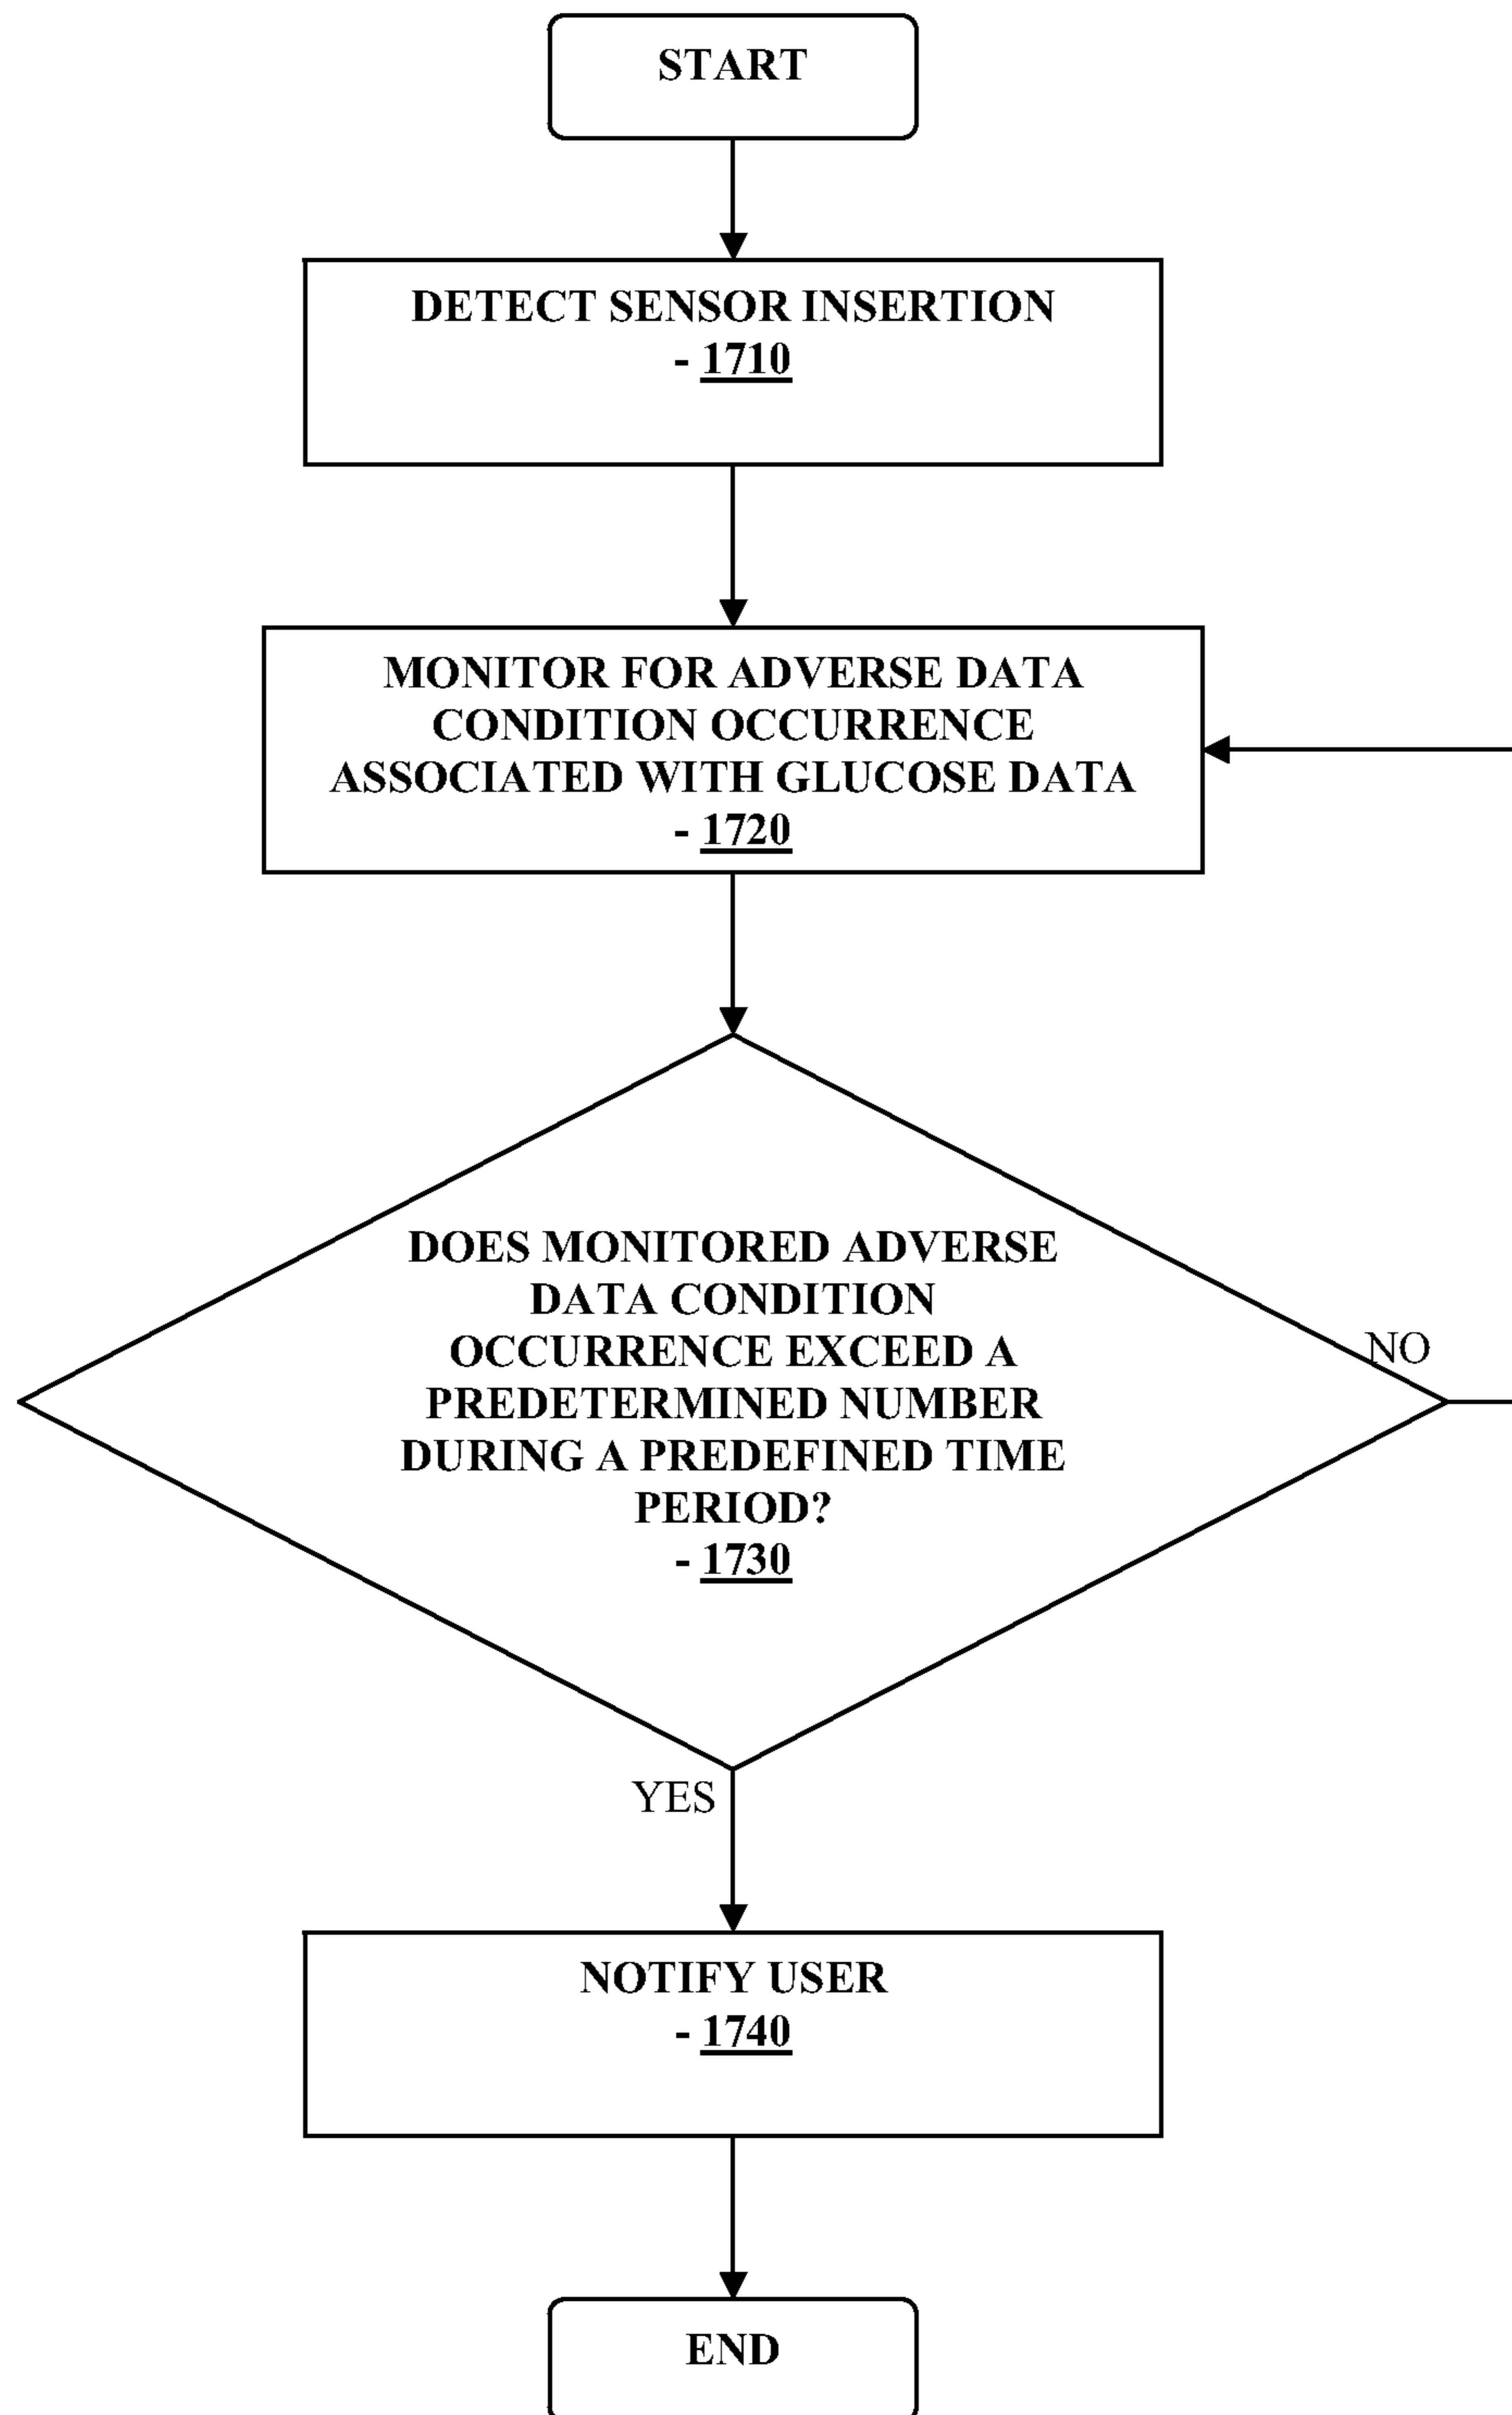 START
DETECT SENSOR INSERTION
- 1710
MONITOR FOR ADVERSE DATA
CONDITION OCCURRENCE
ASSOCIATED WITH GLUCOSE DATA
- 1720
DOES MONITORED ADVERSE
DATA CONDITION
OCCURRENCE EXCEED A
PREDETERMINED NUMBER
DURING A PREDEFINED TIME
PERIOD?
- 1730
NO
YES
NOTIFY USER
- 1740
END